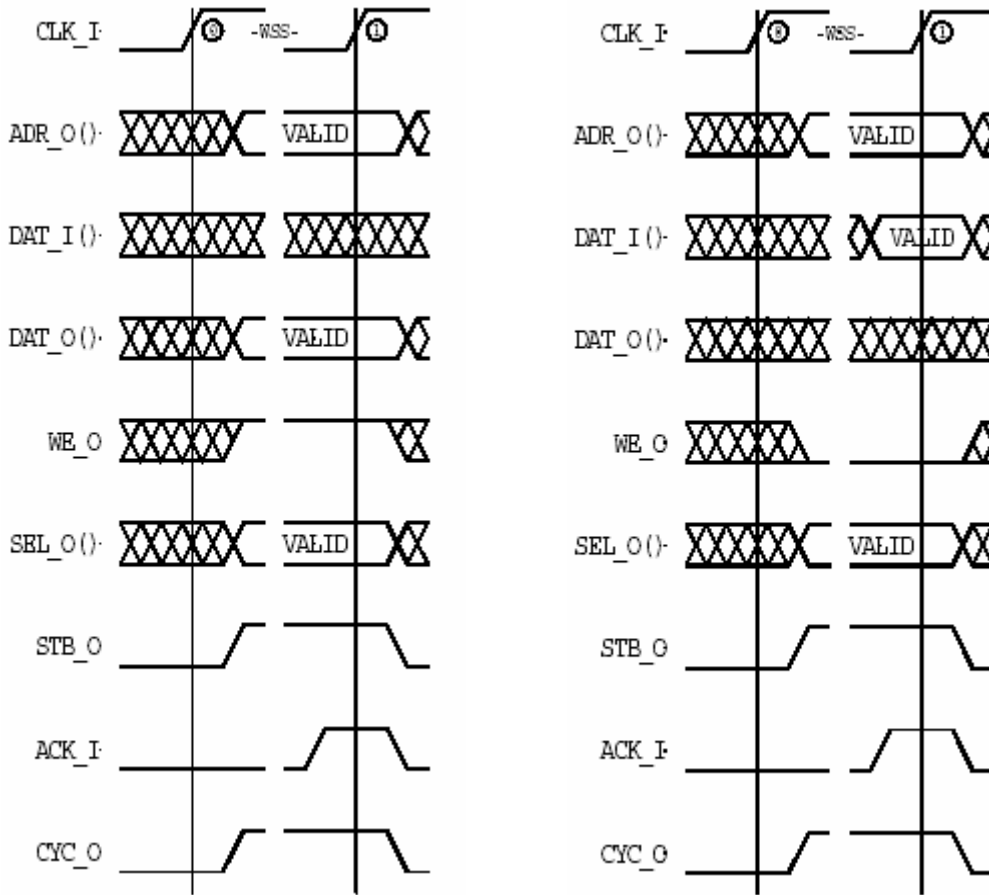 CLK_I
0 -WSS- 1
ADR_O()
VALID
DAT_I()
DAT_O()
VALID
WE_O
SEL_O()
VALID
STB_O
ACK_I
CYC_O
CLK_I
0 -WSS- 1
ADR_O()
VALID
DAT_I()
VALID
DAT_O()
WE_O
SEL_O()
VALID
STB_O
ACK_I
CYC_O